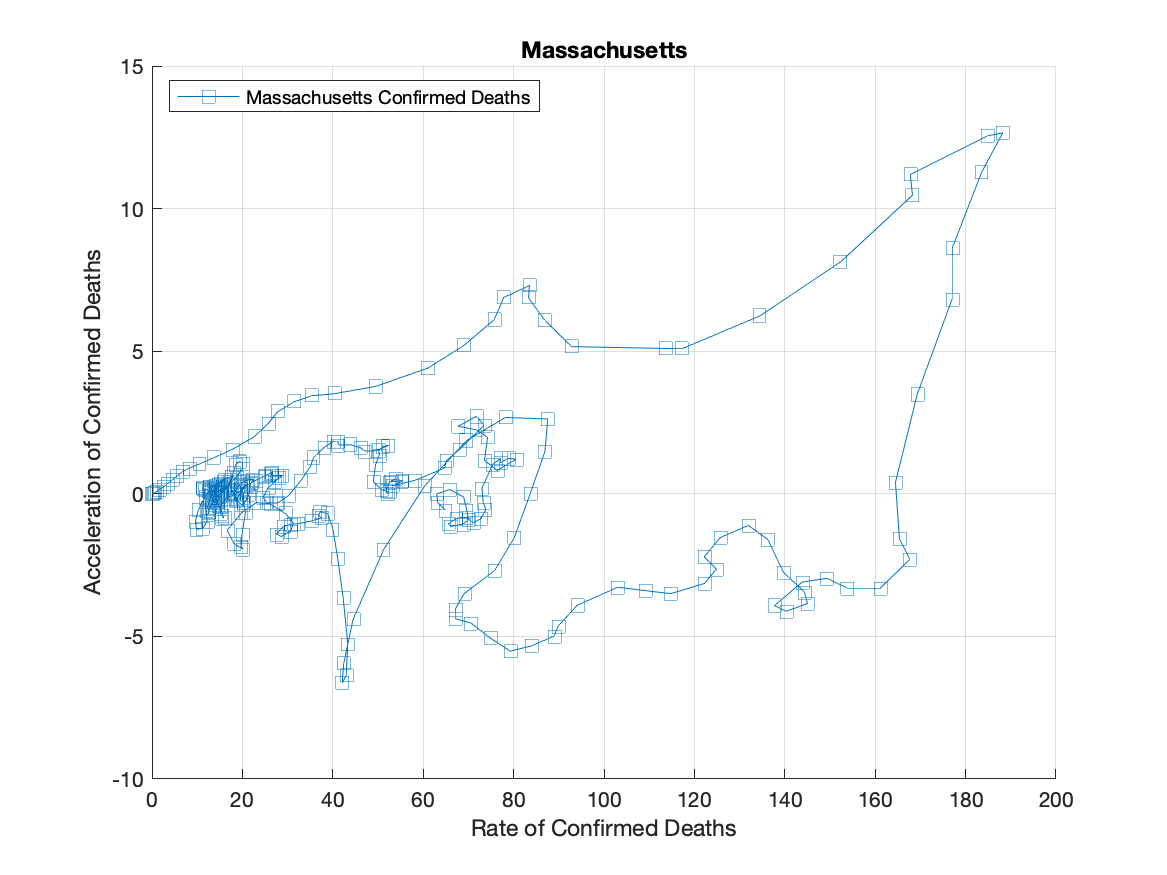 Massachusetts
15
Massachusetts Confirmed Deaths
10
5
0
-5
-10
Acceleration of Confirmed Deaths
0 20 40 60 80 100 120 140 160 180 200
Rate of Confirmed Deaths